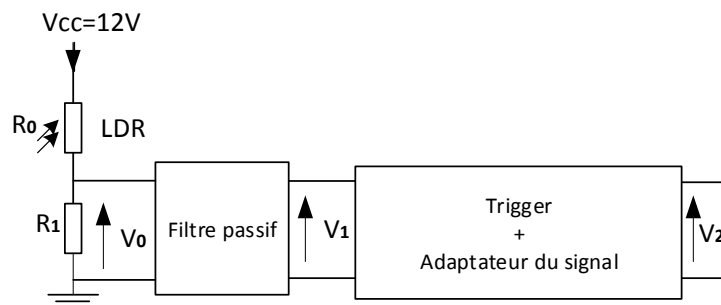 Vcc=12V
R0
LDR
R1
V0
Filtre passif
V1
Trigger
+
Adaptateur du signal
V2